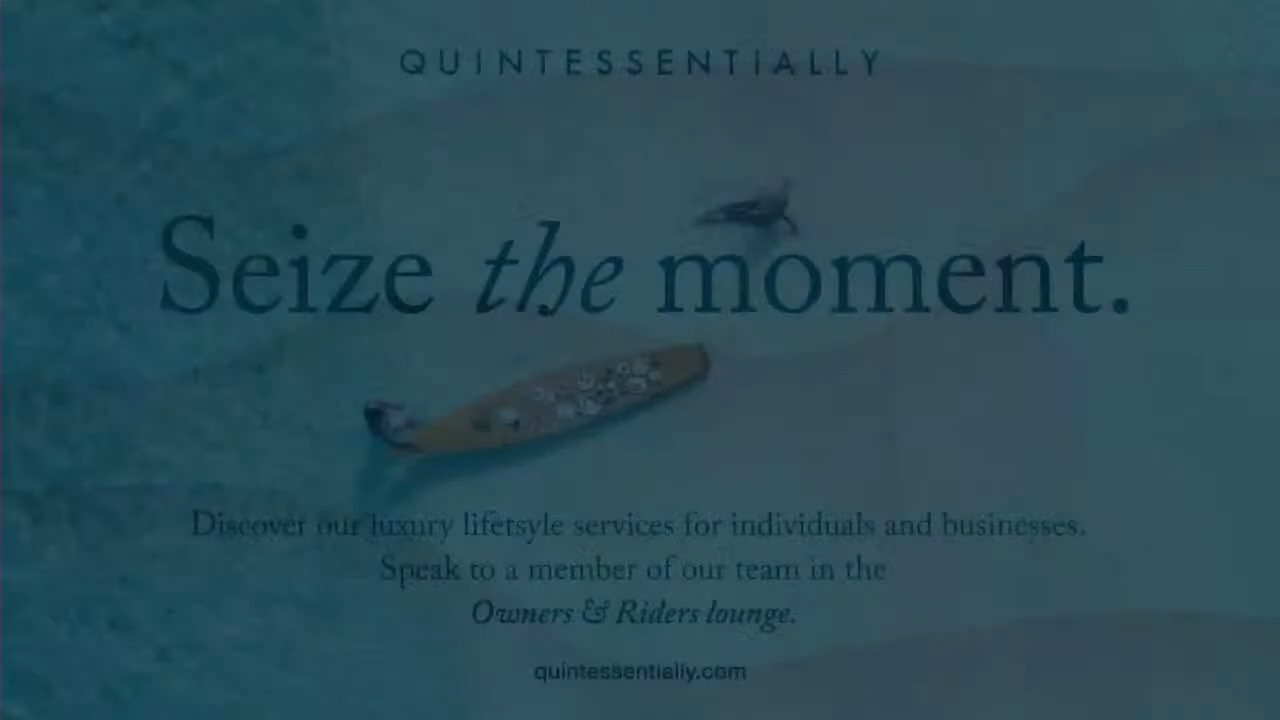 QUINTESSENTIALLY
Seize the moment.
Discover our luxury lifetsyle services for individuals and businesses.
Speak to a member of our team in the
Owners & Riders lounge.
quintessentially.com